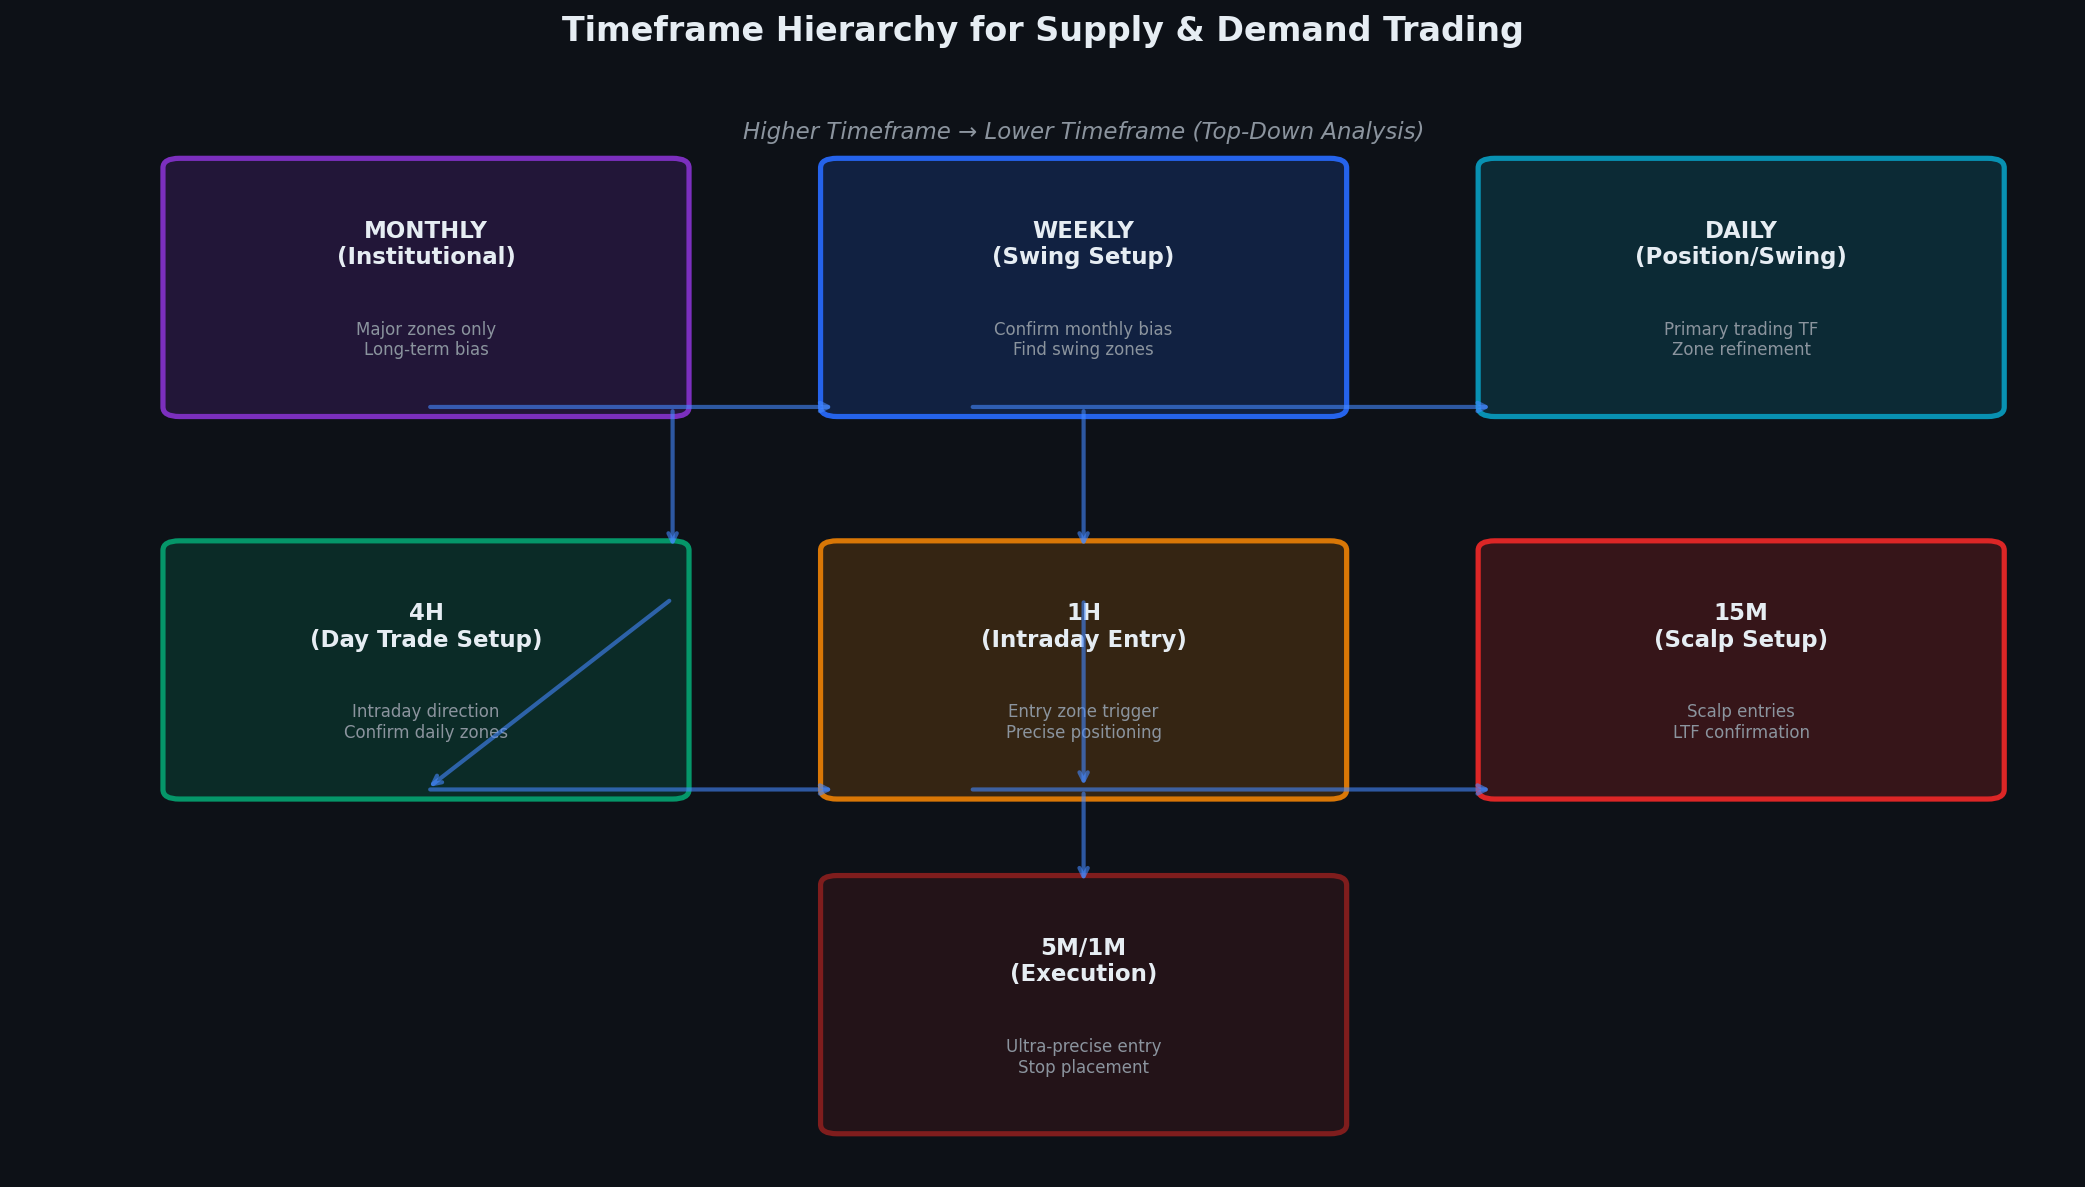 Timeframe Hierarchy for Supply & Demand Trading
Higher Timeframe → Lower Timeframe (Top-Down Analysis)
MONTHLY
(Institutional)
Major zones only
Long-term bias
WEEKLY
(Swing Setup)
Confirm monthly bias
Find swing zones
DAILY
(Position/Swing)
Primary trading TF
Zone refinement
4H
(Day Trade Setup)
Intraday direction
Confirm daily zones
1H
(Intraday Entry)
Entry zone trigger
Precise positioning
15M
(Scalp Setup)
Scalp entries
LTF confirmation
5M/1M
(Execution)
Ultra-precise entry
Stop placement